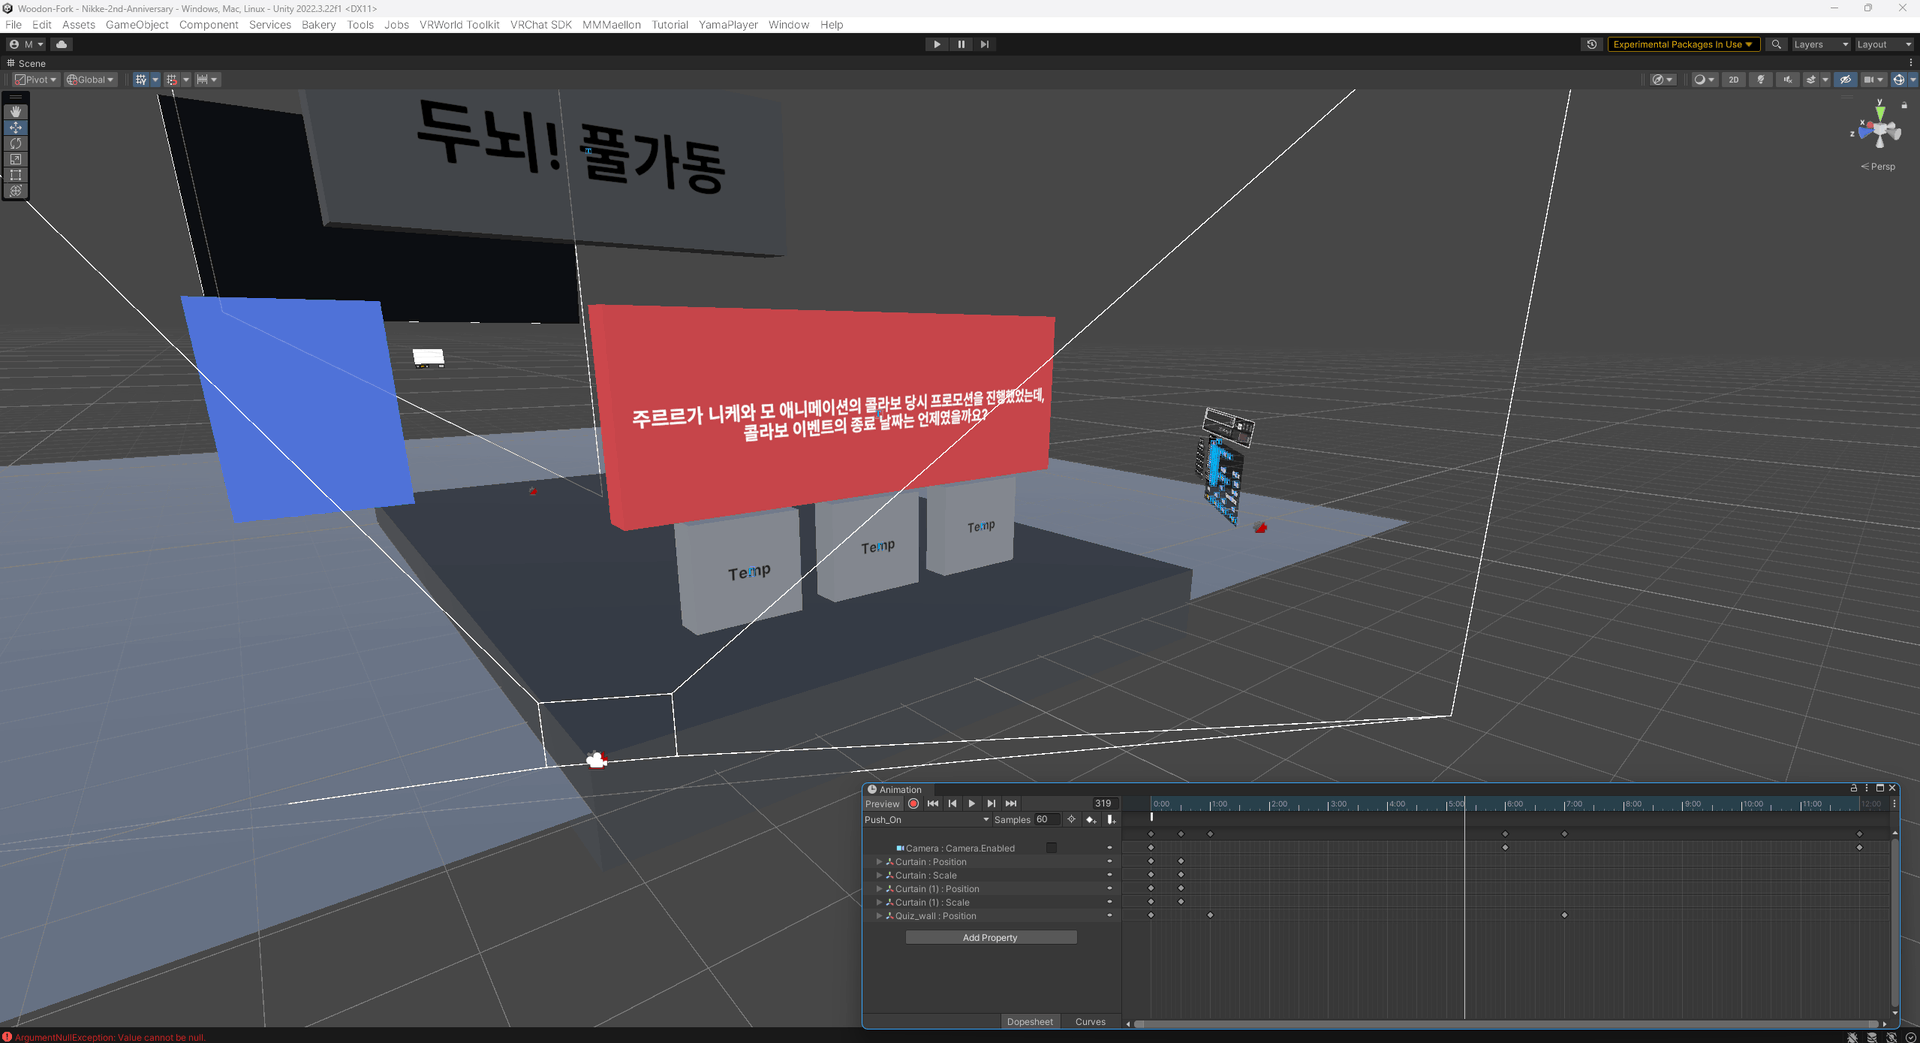 Woodon-Fork - Nikke-2nd-Anniversary - Windows, Mac, Linux - Unity 2022.3.22f1 <DX11>
File Edit Assets GameObject Component Services Bakery Tools Jobs VRWorld Toolkit VRChat SDK MMMaellon Tutorial YamaPlayer Window Help
M
Experimental Packages In Use
Layers
Layout
Scene
Pivot
Global
2D
y
x
z
Persp
두뇌! 풀가동
주르르가 니케와 모 애니메이션의 콜라보 당시 프로모션을 진행했었는데,
콜라보 이벤트의 종료 날짜는 언제였을까요?
Temp
Temp
Temp
Animation
Preview
319
0:00 1:00 2:00 3:00 4:00 5:00 6:00 7:00 8:00 9:00 10:00 11:00 12:00
Push_On
Samples 60
Camera : Camera.Enabled
Curtain : Position
Curtain : Scale
Curtain (1) : Position
Curtain (1) : Scale
Quiz_wall : Position
Add Property
Dopesheet
Curves
ArgumentNullException: Value cannot be null.